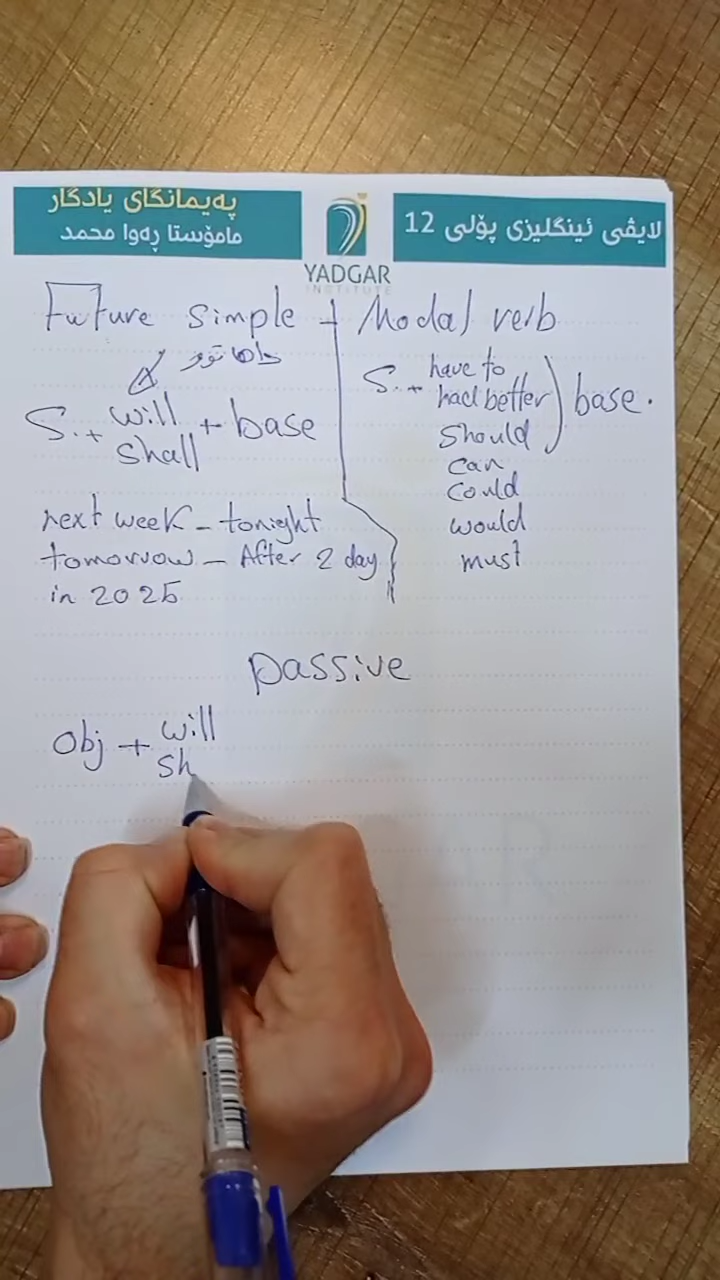 پەیمانگای یادگار
مامۆستا ڕەوا محمد
YADGAR
INSTITUTE
لایڤی ئینگلیزی پۆلی 12
Future simple - Modal verb
داهاتوو
S. + will + base
shall
next week - tonight
tomorrow - After 2 day
in 2025
S. + have to
had better
should
can
could
would
must
base.
passive
obj + will
sh